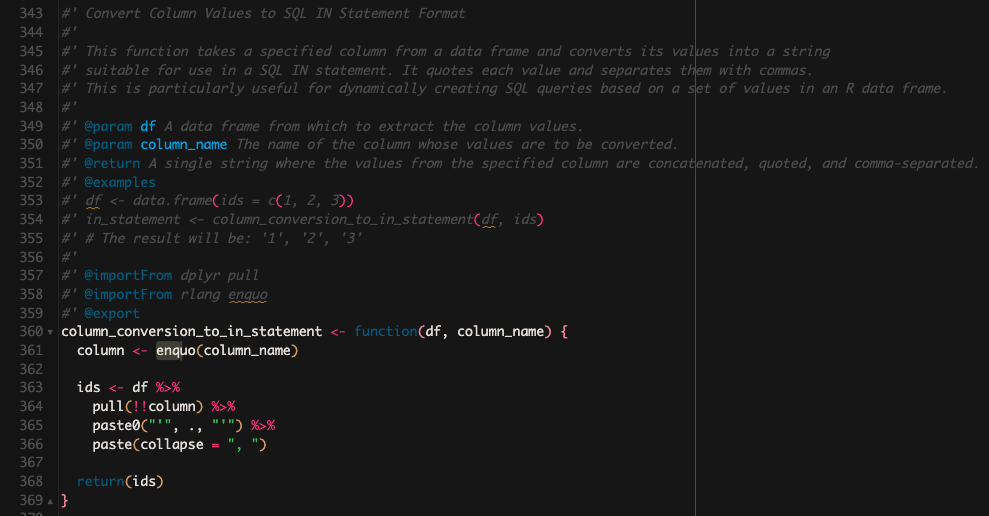 343 #' Convert Column Values to SQL IN Statement Format
344 #'
345 #' This function takes a specified column from a data frame and converts its values into a string
346 #' suitable for use in a SQL IN statement. It quotes each value and separates them with commas.
347 #' This is particularly useful for dynamically creating SQL queries based on a set of values in an R data frame.
348 #'
349 #' @param df A data frame from which to extract the column values.
350 #' @param column_name The name of the column whose values are to be converted.
351 #' @return A single string where the values from the specified column are concatenated, quoted, and comma-separated.
352 #' @examples
353 #' df <- data.frame(ids = c(1, 2, 3))
354 #' in_statement <- column_conversion_to_in_statement(df, ids)
355 #' # The result will be: '1', '2', '3'
356 #'
357 #' @importFrom dplyr pull
358 #' @importFrom rlang enquo
359 #' @export
360 column_conversion_to_in_statement <- function(df, column_name) {
361   column <- enquo(column_name)
362
363   ids <- df %>%
364     pull(!!column) %>%
365     paste0("'", ., "'") %>%
366     paste(collapse = ", ")
367
368   return(ids)
369 }